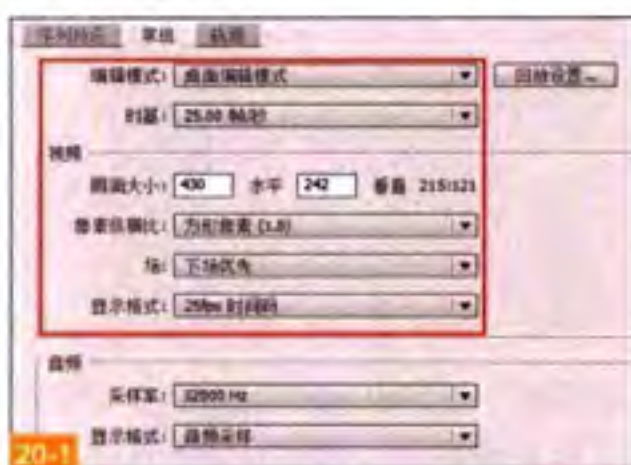 序列预设 常规 轨道
编辑模式: 桌面编辑模式 回放设置...
时基: 25.00 帧/秒
视频
画面大小: 430 水平 242 垂直 215:121
像素纵横比: 方形像素 (1.0)
场: 下场优先
显示格式: 25fps 时间码
音频
采样率: 32000 Hz
显示格式: 音频采样
20-1